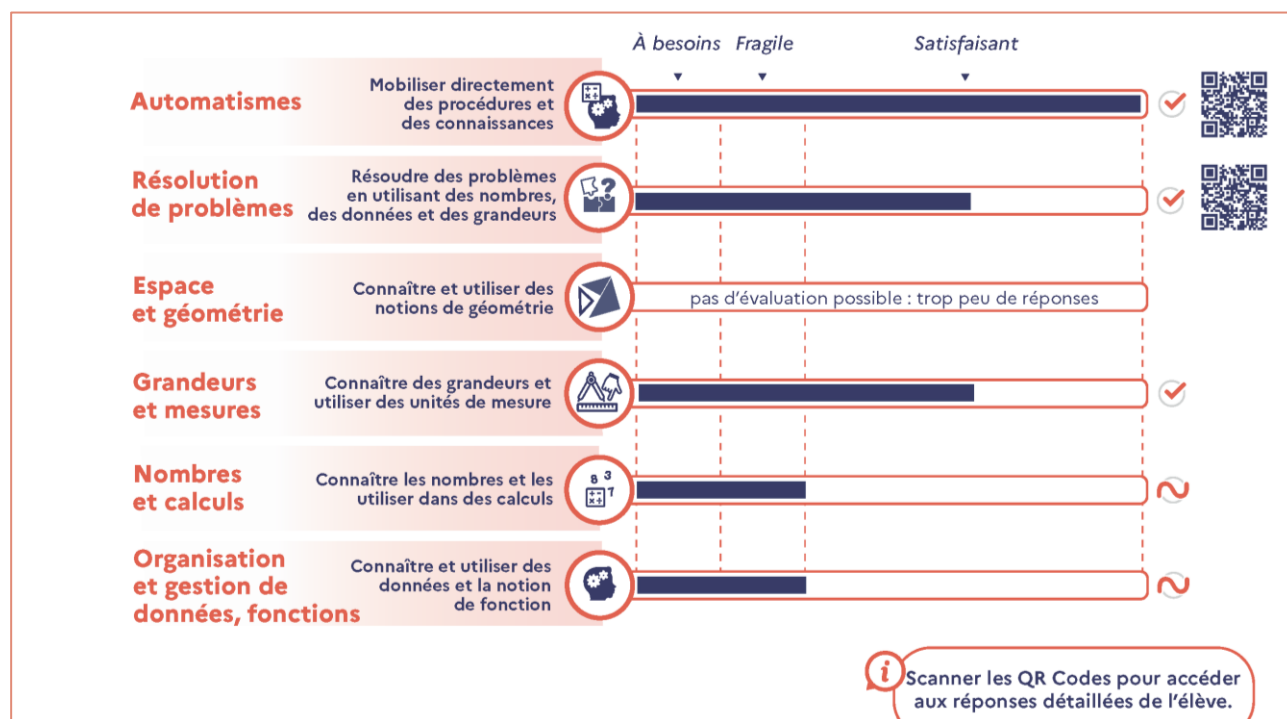 À besoins Fragile Satisfaisant
Automatismes
Mobiliser directement
des procédures et
des connaissances
Résolution
de problèmes
Résoudre des problèmes
en utilisant des nombres,
des données et des grandeurs
Espace
et géométrie
Connaître et utiliser des
notions de géométrie
pas d'évaluation possible : trop peu de réponses
Grandeurs
et mesures
Connaître des grandeurs et
utiliser des unités de mesure
Nombres
et calculs
Connaître les nombres et les
utiliser dans des calculs
8 3
7
Organisation
et gestion de
données, fonctions
Connaître et utiliser des
données et la notion
de fonction
i
Scanner les QR Codes pour accéder
aux réponses détaillées de l'élève.